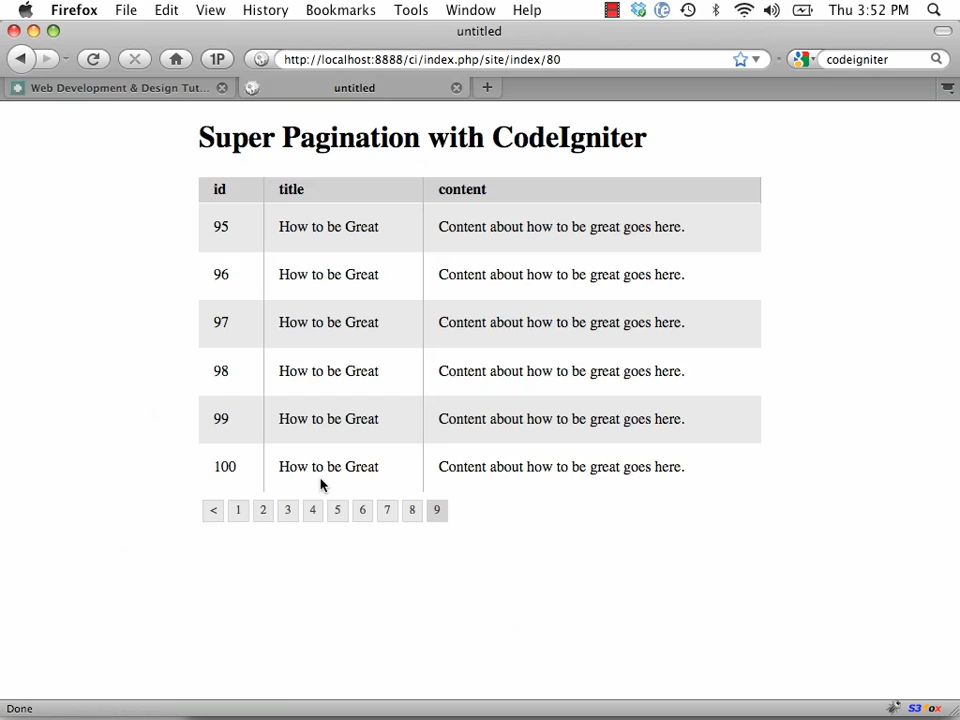 Firefox File Edit View History Bookmarks Tools Window Help Thu 3:52 PM
untitled
1P http://localhost:8888/ci/index.php/site/index/80 codeigniter
Web Development & Design Tut... untitled
Super Pagination with CodeIgniter
id title content
95 How to be Great Content about how to be great goes here.
96 How to be Great Content about how to be great goes here.
97 How to be Great Content about how to be great goes here.
98 How to be Great Content about how to be great goes here.
99 How to be Great Content about how to be great goes here.
100 How to be Great Content about how to be great goes here.
< 1 2 3 4 5 6 7 8 9
Done S3Fox